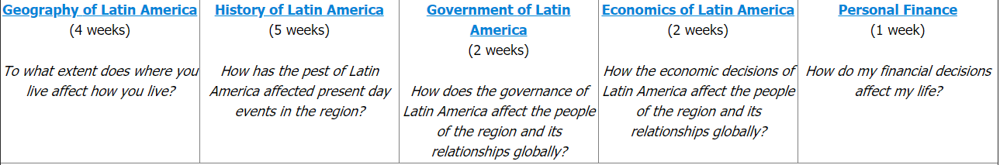 Geography of Latin America
(4 weeks)
To what extent does where you
live affect how you live?
History of Latin America
(5 weeks)
How has the pest of Latin
America affected present day
events in the region?
Government of Latin
America
(2 weeks)
How does the governance of
Latin America affect the people
of the region and its
relationships globally?
Economics of Latin America
(2 weeks)
How the economic decisions of
Latin America affect the people
of the region and its
relationships globally?
Personal Finance
(1 week)
How do my financial decisions
affect my life?